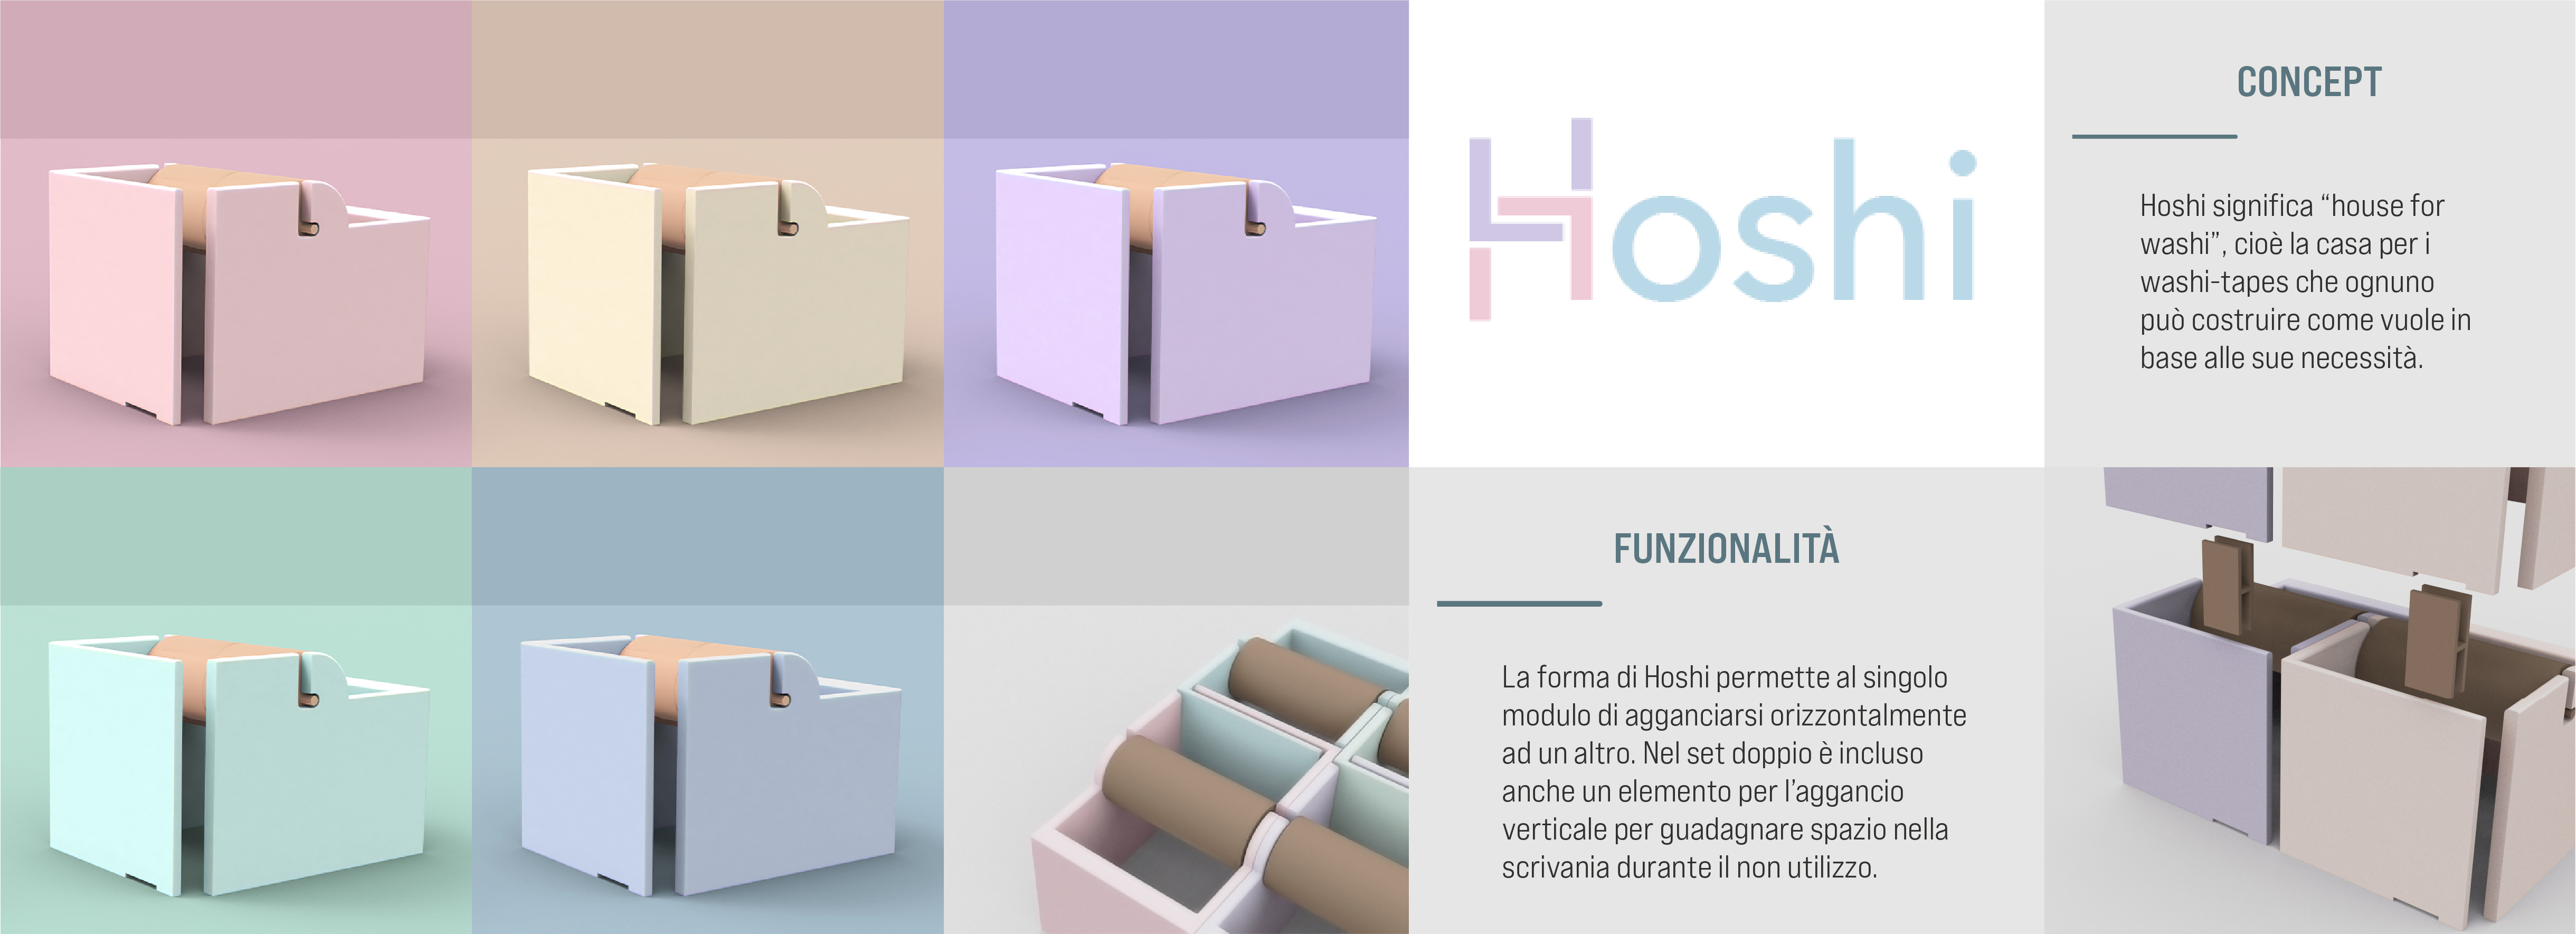 Hoshi
CONCEPT
Hoshi significa “house for
washi”, cioè la casa per i
washi-tapes che ognuno
può costruire come vuole in
base alle sue necessità.
FUNZIONALITÀ
La forma di Hoshi permette al singolo
modulo di agganciarsi orizzontalmente
ad un altro. Nel set doppio è incluso
anche un elemento per l’aggancio
verticale per guadagnare spazio nella
scrivania durante il non utilizzo.